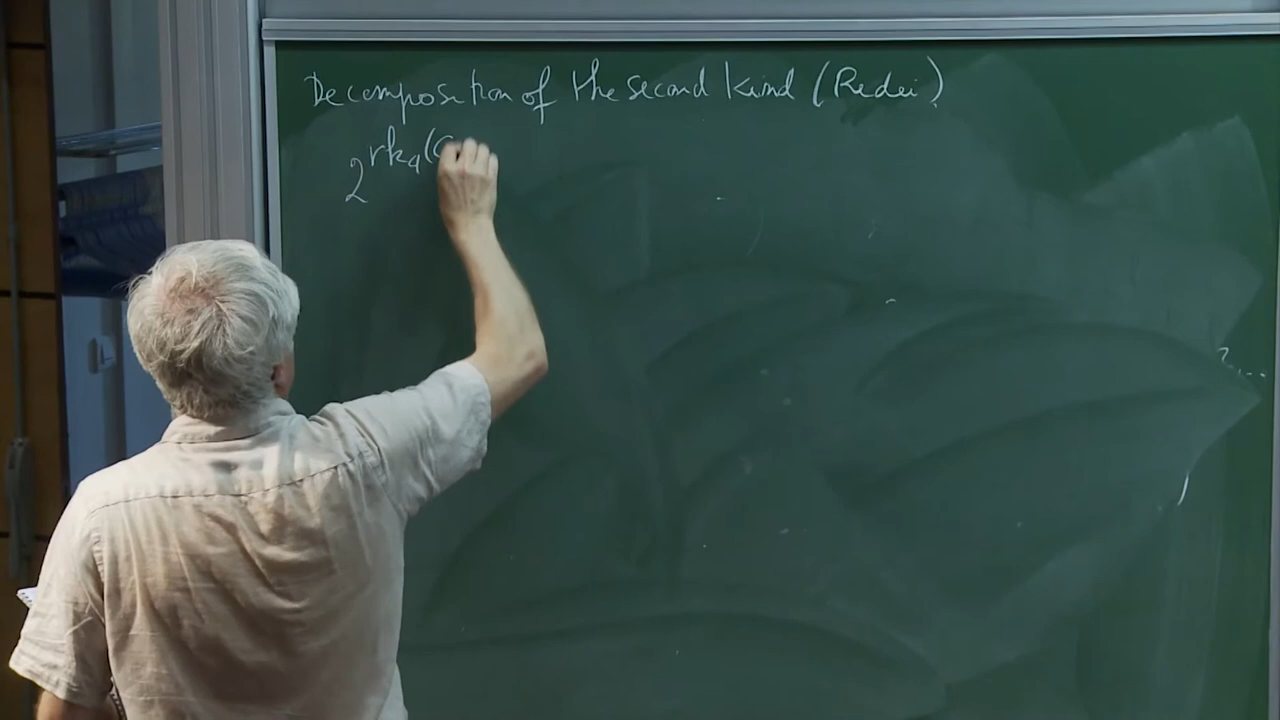 Decomposition of the second kind (Redei)
2^rk₄(C